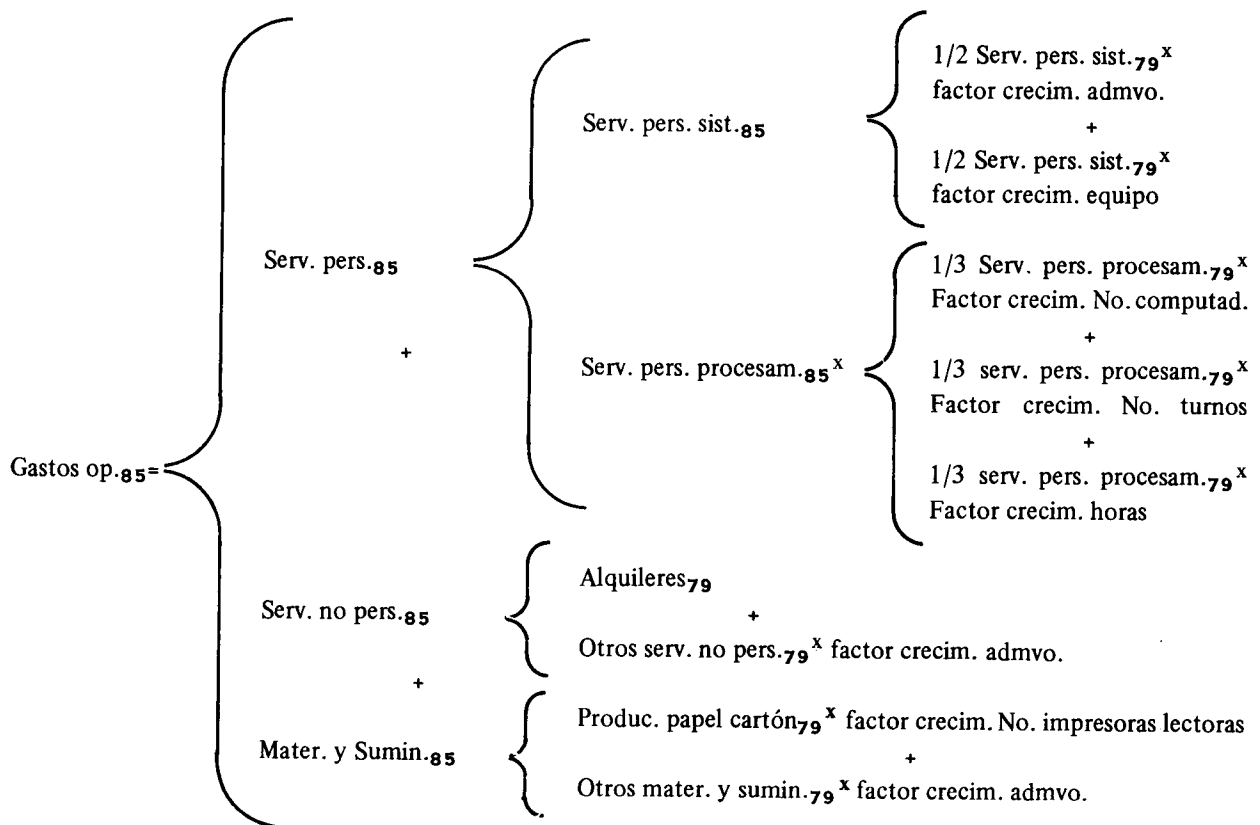 1/2 Serv. pers. sist.79 x
factor crecim. admvo.
+
Serv. pers. sist.85
1/2 Serv. pers. sist.79 x
factor crecim. equipo
Serv. pers.85
+
1/3 Serv. pers. procesam.79 x
Factor crecim. No. computad.
+
Serv. pers. procesam.85 x
1/3 serv. pers. procesam.79 x
Factor crecim. No. turnos
+
1/3 serv. pers. procesam.79 x
Factor crecim. horas
Gastos op.85=
Alquileres79
+
Serv. no pers.85
Otros serv. no pers.79 x factor crecim. admvo.
+
Produc. papel cartón79 x factor crecim. No. impresoras lectoras
+
Mater. y Sumin.85
Otros mater. y sumin.79 x factor crecim. admvo.